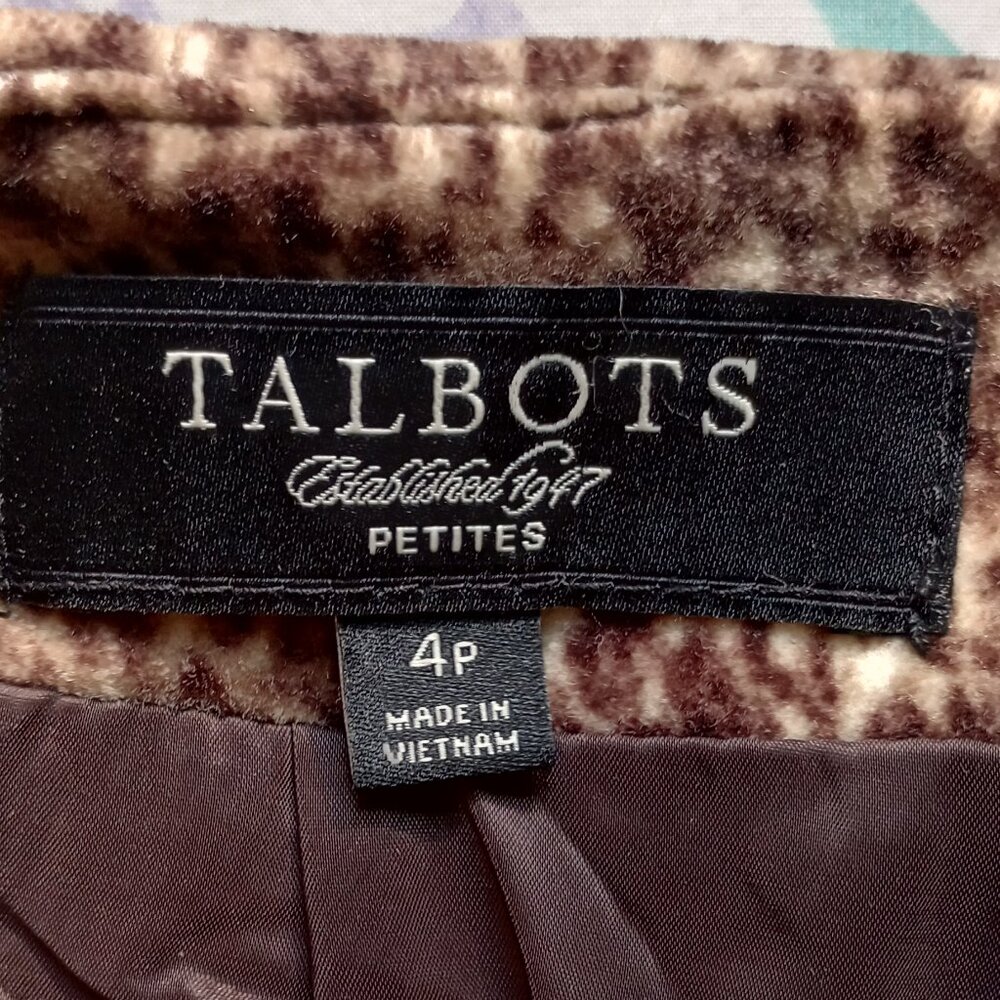 TALBOTS
Established 1947
PETITES
4P
MADE IN
VIETNAM